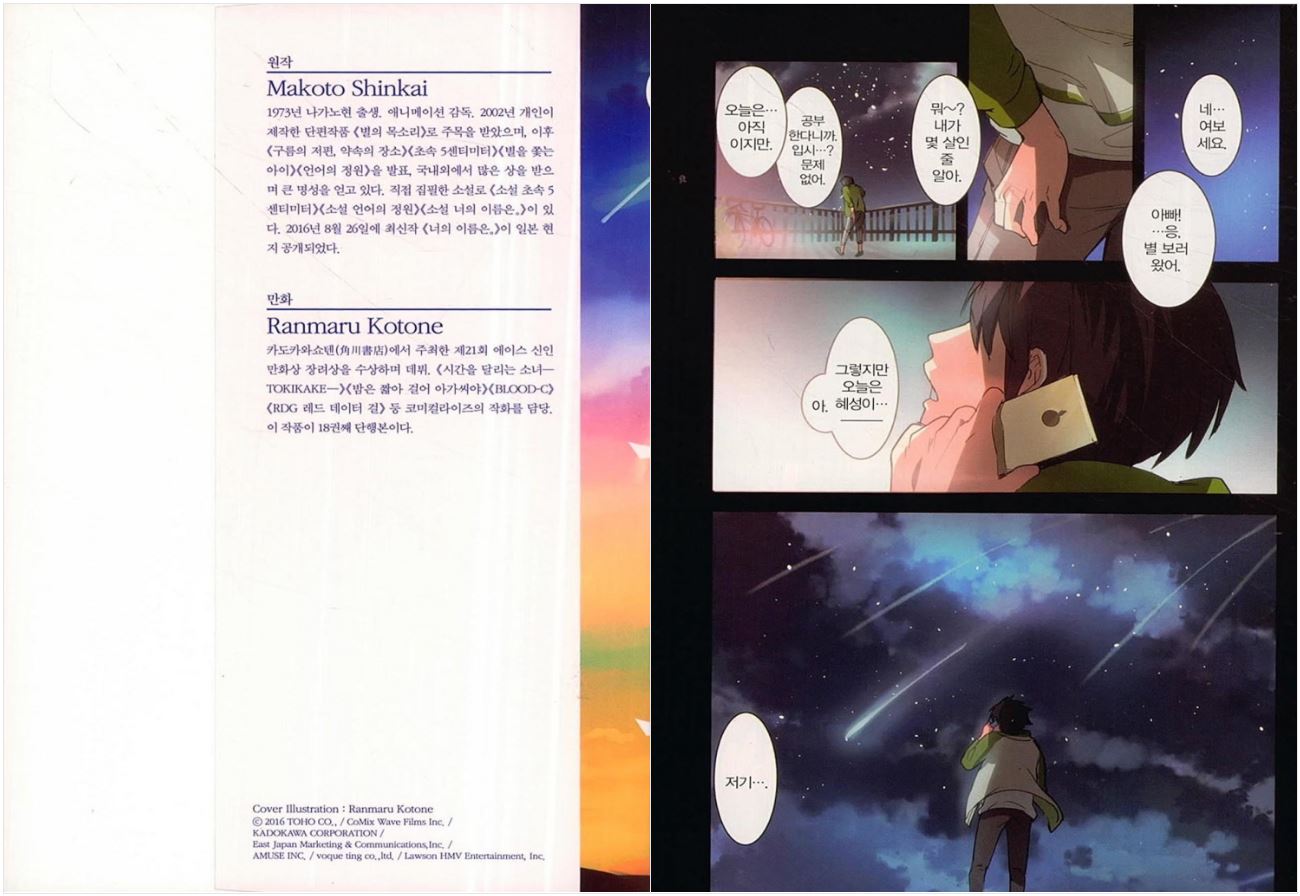 원작
Makoto Shinkai
1973년 나가노현 출생. 애니메이션 감독. 2002년 개인이
제작한 단편작품 《별의 목소리》로 주목을 받았으며, 이후
《구름의 저편, 약속의 장소》《초속 5센티미터》《별을 쫓는
아이》《언어의 정원》을 발표, 국내외에서 많은 상을 받으
며 큰 명성을 얻고 있다. 직접 집필한 소설로 《소설 초속 5
센티미터》《소설 언어의 정원》《소설 너의 이름은。》이 있
다. 2016년 8월 26일에 최신작 《너의 이름은。》이 일본 현
지 공개되었다.
만화
Ranmaru Kotone
카도카와쇼텐(角川書店)에서 주최한 제21회 에이스 신인
만화상 장려상을 수상하며 데뷔. 《시간을 달리는 소녀—
TOKIKAKE—》《밤은 짧아 걸어 아가씨야》《BLOOD-C》
《RDG 레드 데이터 걸》 등 코미컬라이즈의 작화를 담당.
이 작품이 18권째 단행본이다.
Cover Illustration : Ranmaru Kotone
© 2016 TOHO CO., / CoMix Wave Films Inc. /
KADOKAWA CORPORATION /
East Japan Marketing & Communications,Inc. /
AMUSE INC. / voque ting co.,ltd. / Lawson HMV Entertainment, Inc.
네…
여보
세요.
아빠!
…응.
별 보러
왔어.
뭐~?
내가
몇 살인
줄
알아.
공부
한다니까.
입시…?
문제
없어.
오늘은…
아직
이지만.
그렇지만
오늘은
혜성이…
아.
저기….